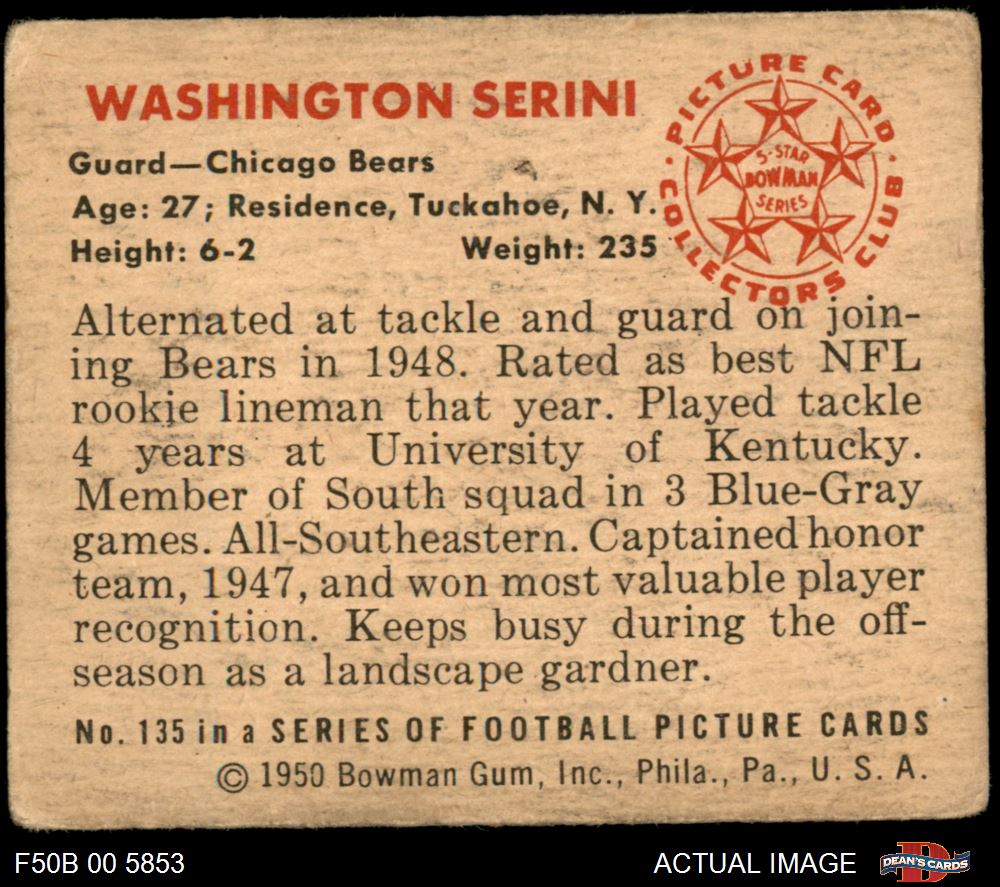 WASHINGTON SERINI
Guard—Chicago Bears
Age: 27; Residence, Tuckahoe, N. Y.
Height: 6-2 Weight: 235
PICTURE CARD COLLECTORS CLUB
5-STAR
BOWMAN
SERIES
Alternated at tackle and guard on join-
ing Bears in 1948. Rated as best NFL
rookie lineman that year. Played tackle
4 years at University of Kentucky.
Member of South squad in 3 Blue-Gray
games. All-Southeastern. Captained honor
team, 1947, and won most valuable player
recognition. Keeps busy during the off-
season as a landscape gardner.
No. 135 in a SERIES OF FOOTBALL PICTURE CARDS
© 1950 Bowman Gum, Inc., Phila., Pa., U. S. A.
F50B 00 5853 ACTUAL IMAGE DEAN'S CARDS